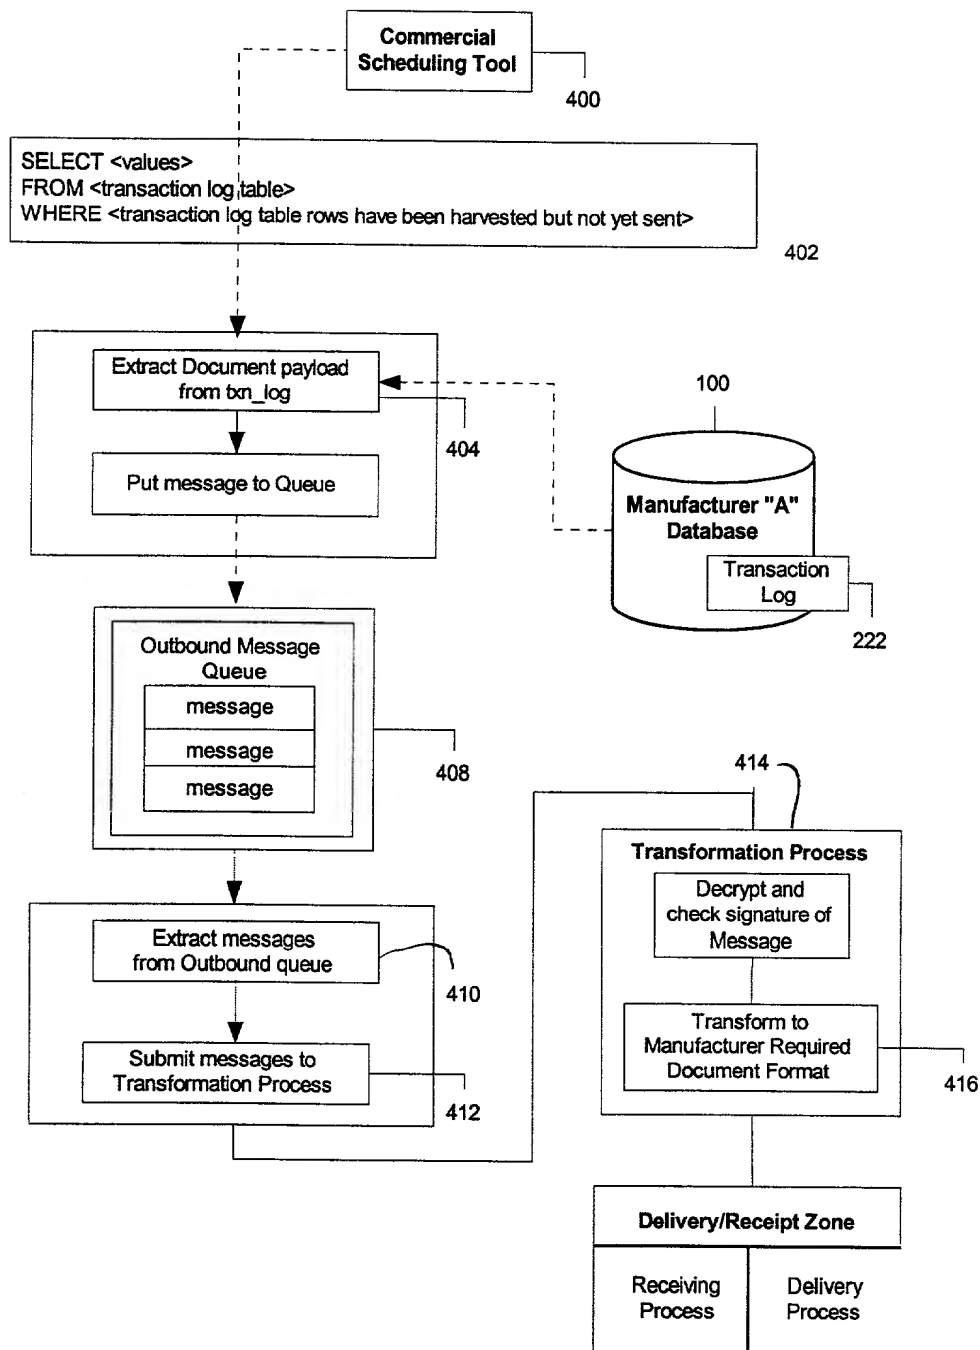 Commercial
Scheduling Tool
400
SELECT <values>
FROM <transaction log table>
WHERE <transaction log table rows have been harvested but not yet sent>
402
Extract Document payload
from txn_log
404
Put message to Queue
100
Manufacturer "A"
Database
Transaction
Log
222
Outbound Message
Queue
message
message
message
408
414
Transformation Process
Decrypt and
check signature of
Message
Extract messages
from Outbound queue
410
Submit messages to
Transformation Process
412
Transform to
Manufacturer Required
Document Format
416
Delivery/Receipt Zone
Receiving
Process
Delivery
Process